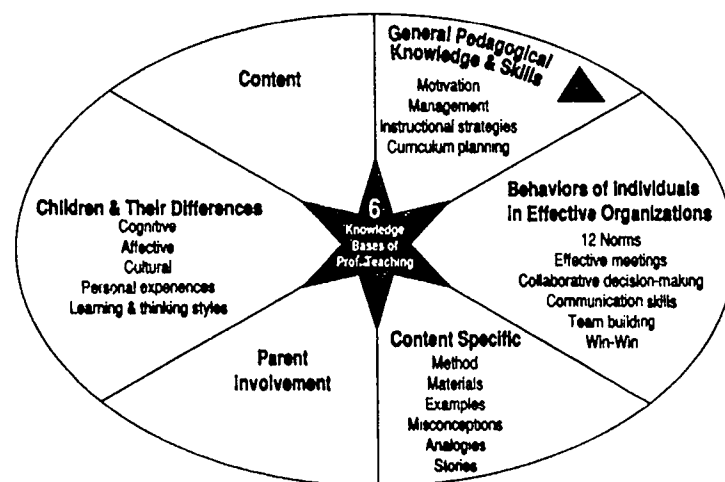 General Pedagogical
Knowledge & Skills
Motivation
Management
Instructional strategies
Curriculum planning
Content
Behaviors of Individuals
in Effective Organizations
12 Norms
Effective meetings
Collaborative decision-making
Communication skills
Team building
Win-Win
Children & Their Differences
Cognitive
Affective
Cultural
Personal experiences
Learning & thinking styles
6
Knowledge
Bases of
Prof. Teaching
Parent
Involvement
Content Specific
Method
Materials
Examples
Misconceptions
Analogies
Stories